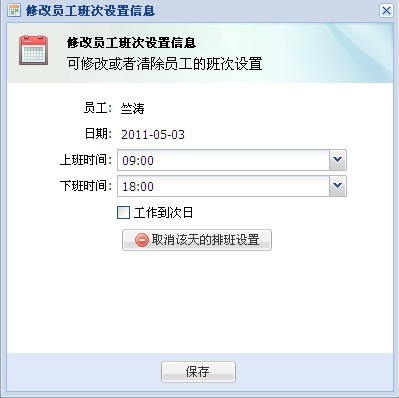 修改员工班次设置信息
修改员工班次设置信息
可修改或者清除员工的班次设置
员工: 竺涛
日期: 2011-05-03
上班时间: 09:00
下班时间: 18:00
工作到次日
取消该天的排班设置
保存